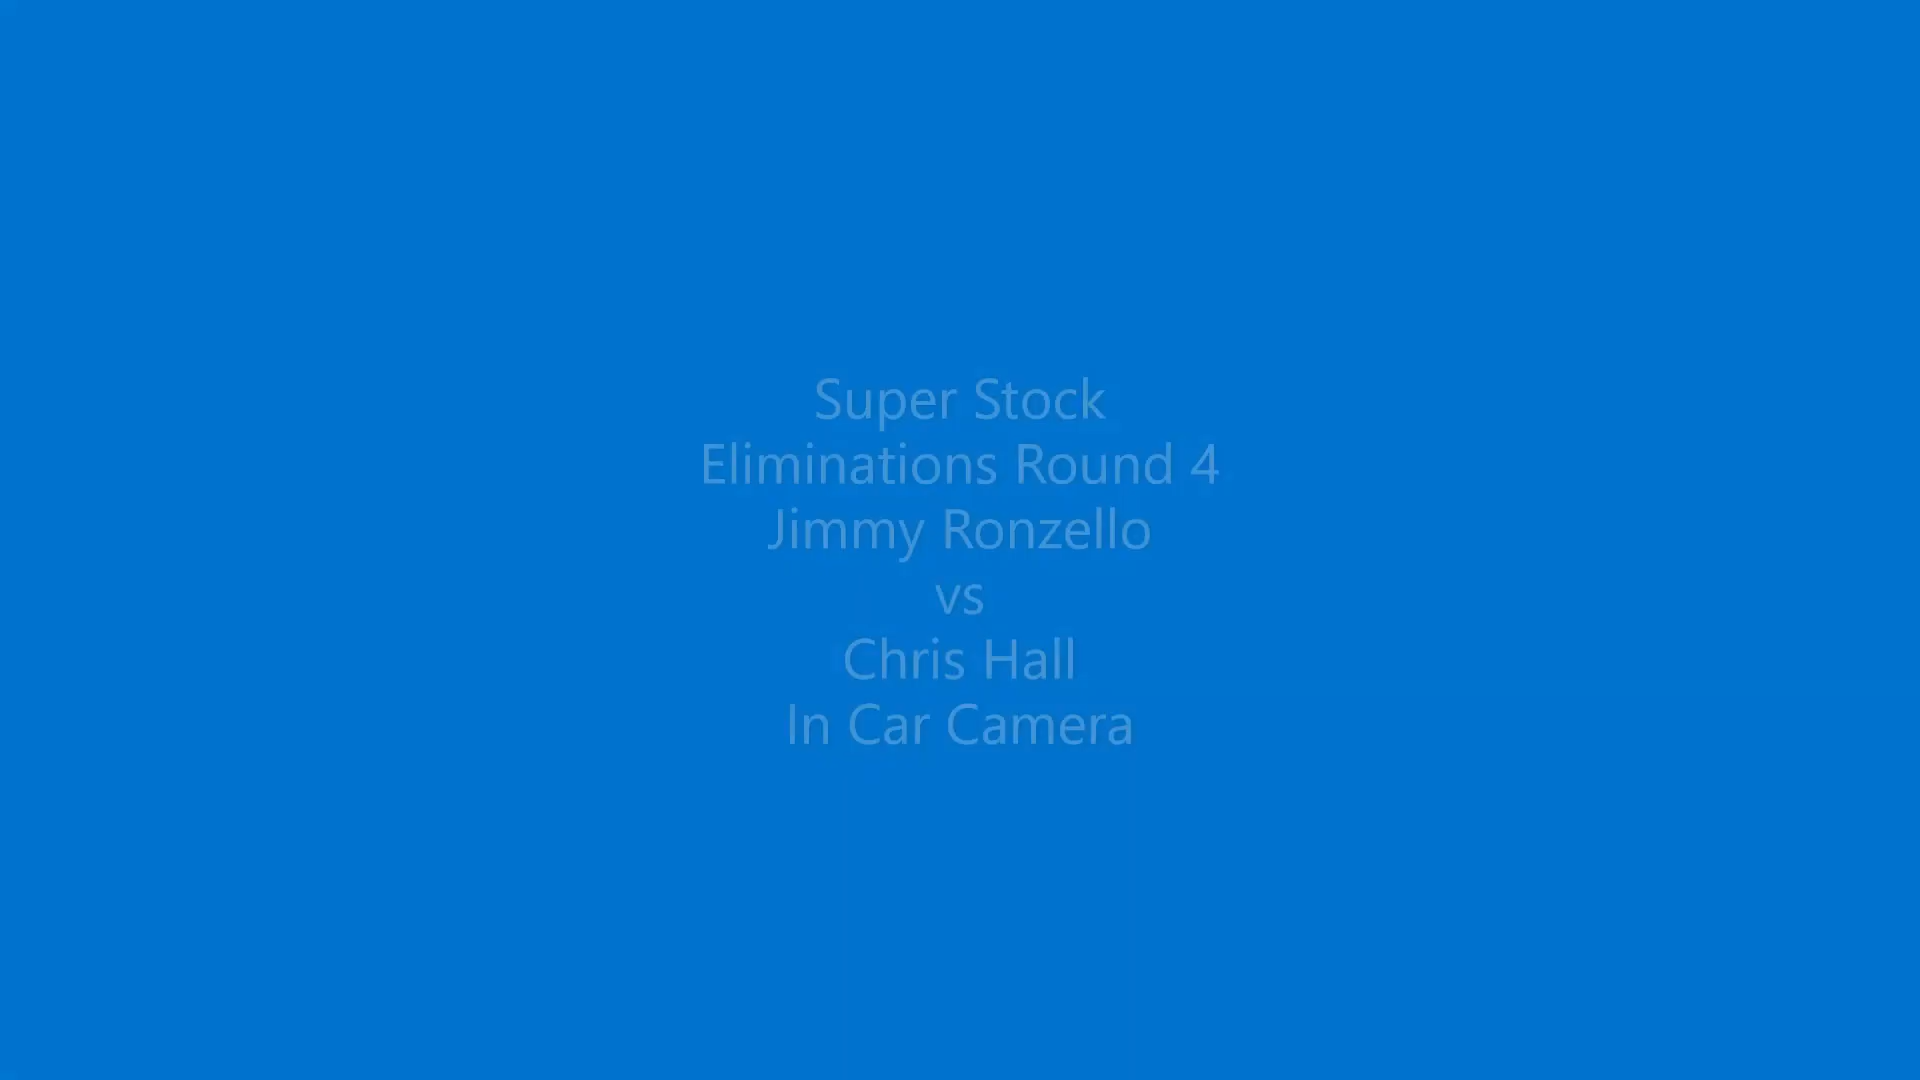 Super Stock
Eliminations Round 4
Jimmy Ronzello
vs
Chris Hall
In Car Camera